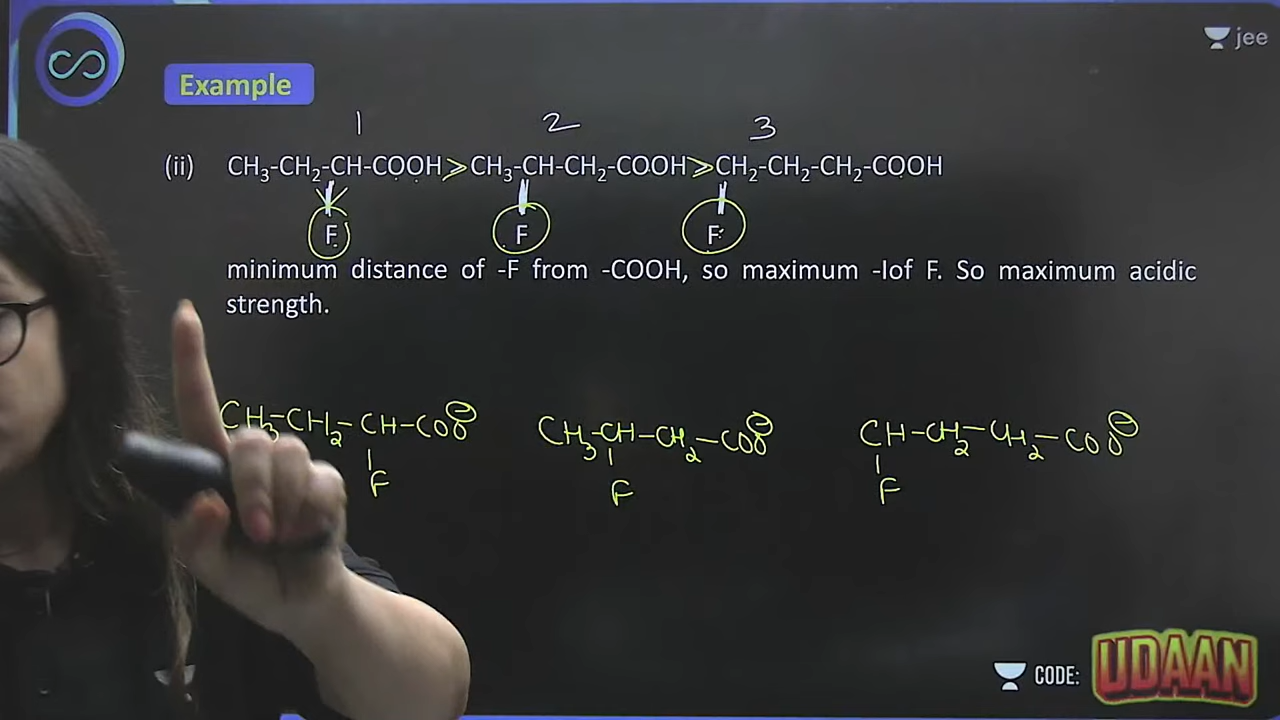 jee
Example
1 2 3
(ii) CH₃-CH₂-CH-COOH > CH₃-CH-CH₂-COOH > CH₂-CH₂-CH₂-COOH
F F F
minimum distance of -F from -COOH, so maximum -Iof F. So maximum acidic
strength.
CH₃-CH₂-CH-COO⊖ CH₃-CH-CH₂-COO⊖ CH-CH₂-CH₂-COO⊖
F F F
CODE: UDAAN